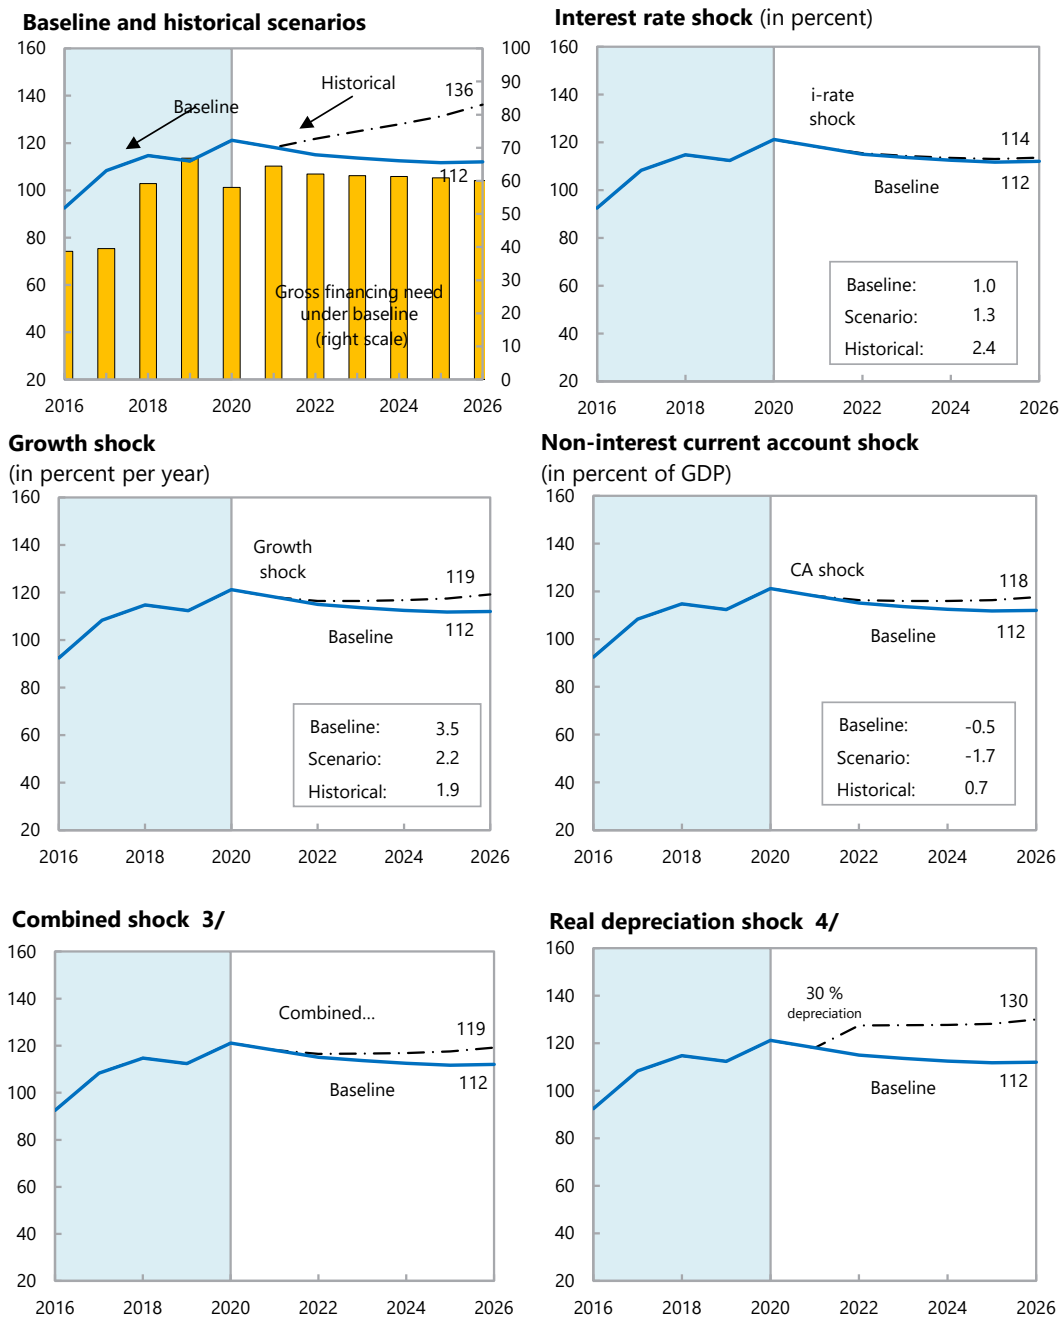 Baseline and historical scenarios
160
140
120
100
80
60
40
20
100
90
80
70
60
50
40
30
20
10
0
Historical
136
Baseline
112
Gross financing need
under baseline
(right scale)
2016 2018 2020 2022 2024 2026
Interest rate shock (in percent)
160
140
120
100
80
60
40
20
i-rate
shock
114
Baseline
112
Baseline: 1.0
Scenario: 1.3
Historical: 2.4
2016 2018 2020 2022 2024 2026
Growth shock
(in percent per year)
160
140
120
100
80
60
40
20
Growth
shock
119
Baseline
112
Baseline: 3.5
Scenario: 2.2
Historical: 1.9
2016 2018 2020 2022 2024 2026
Non-interest current account shock
(in percent of GDP)
160
140
120
100
80
60
40
20
CA shock
118
Baseline
112
Baseline: -0.5
Scenario: -1.7
Historical: 0.7
2016 2018 2020 2022 2024 2026
Combined shock 3/
160
140
120
100
80
60
40
20
Combined...
119
Baseline
112
2016 2018 2020 2022 2024 2026
Real depreciation shock 4/
160
140
120
100
80
60
40
20
30 %
depreciation
130
Baseline
112
2016 2018 2020 2022 2024 2026